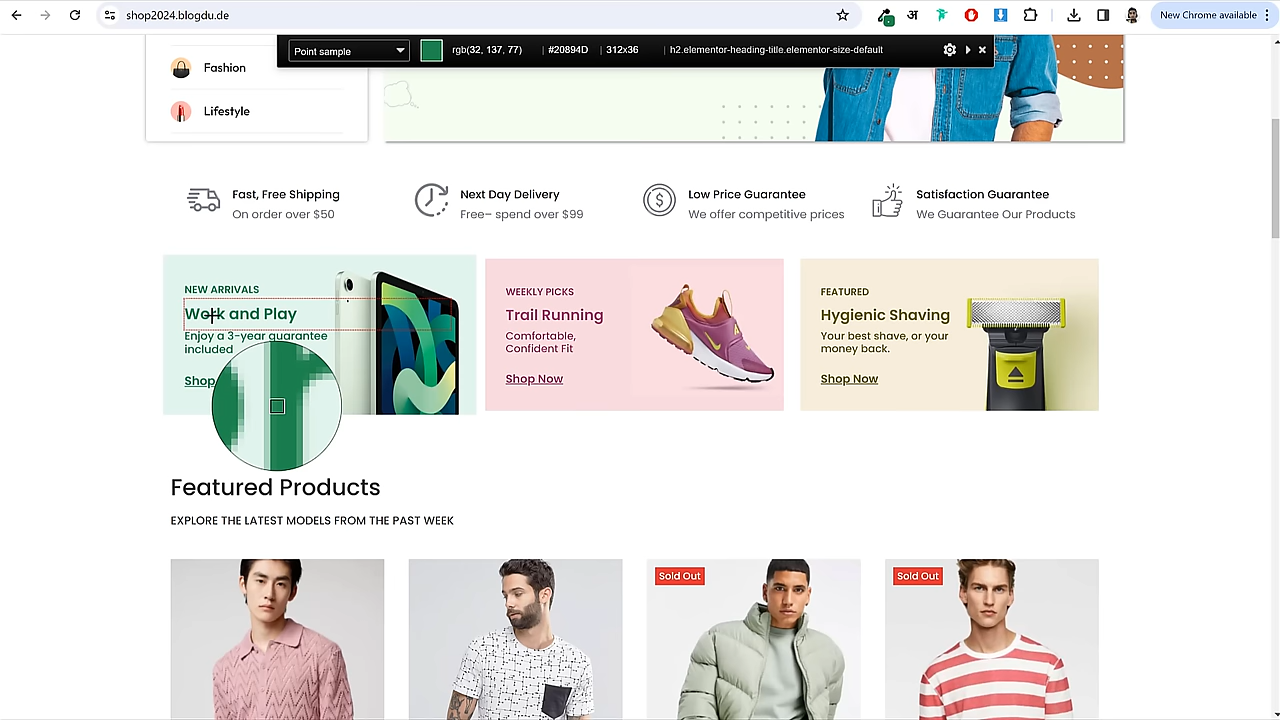 shop2024.blogdu.de
अ
New Chrome available
Point sample
rgb(32, 137, 77)
#20894D
312x36
h2.elementor-heading-title.elementor-size-default
Fashion
Lifestyle
Fast, Free Shipping
On order over $50
Next Day Delivery
Free– spend over $99
Low Price Guarantee
We offer competitive prices
Satisfaction Guarantee
We Guarantee Our Products
NEW ARRIVALS
Work and Play
Enjoy a 3-year guarantee
included
Shop
WEEKLY PICKS
Trail Running
Comfortable,
Confident Fit
Shop Now
FEATURED
Hygienic Shaving
Your best shave, or your
money back.
Shop Now
Featured Products
EXPLORE THE LATEST MODELS FROM THE PAST WEEK
Sold Out
Sold Out